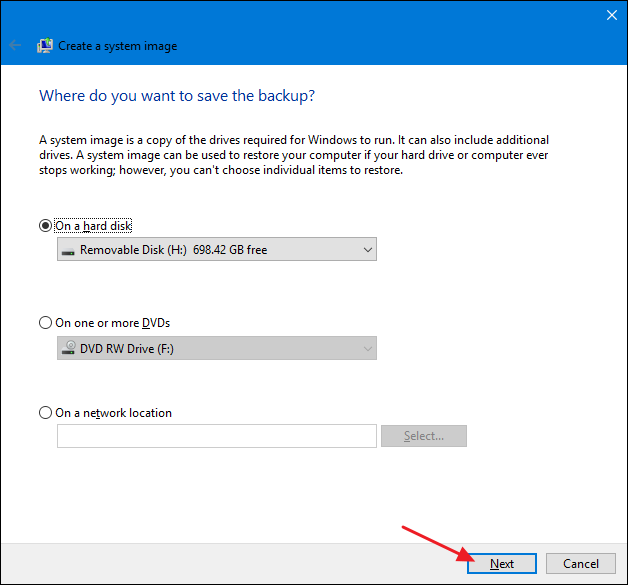 Create a system image
Where do you want to save the backup?
A system image is a copy of the drives required for Windows to run. It can also include additional
drives. A system image can be used to restore your computer if your hard drive or computer ever
stops working; however, you can't choose individual items to restore.
On a hard disk
Removable Disk (H:) 698.42 GB free
On one or more DVDs
DVD RW Drive (F:)
On a network location
Select...
Next
Cancel